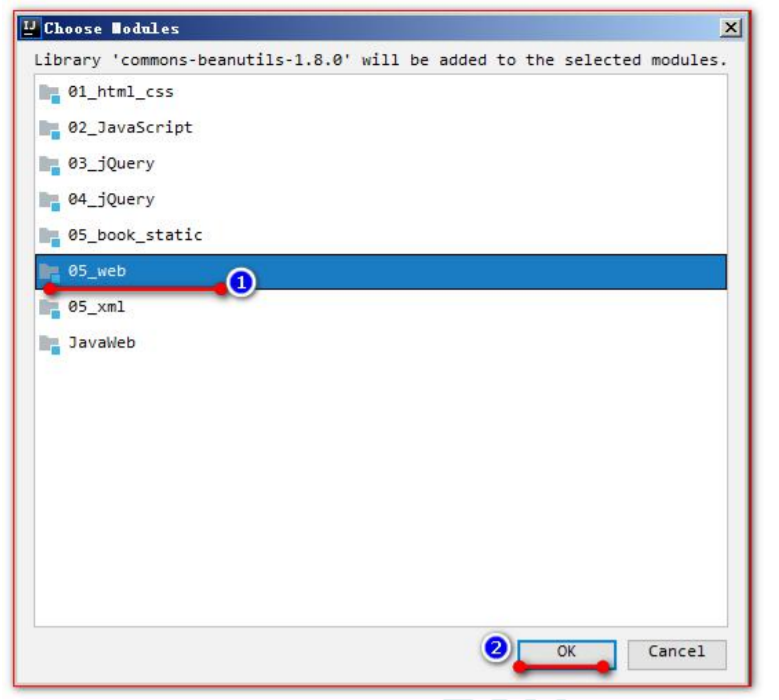 Choose Modules
Library 'commons-beanutils-1.8.0' will be added to the selected modules.
01_html_css
02_JavaScript
03_jQuery
04_jQuery
05_book_static
05_web
1
05_xml
JavaWeb
2
OK
Cancel